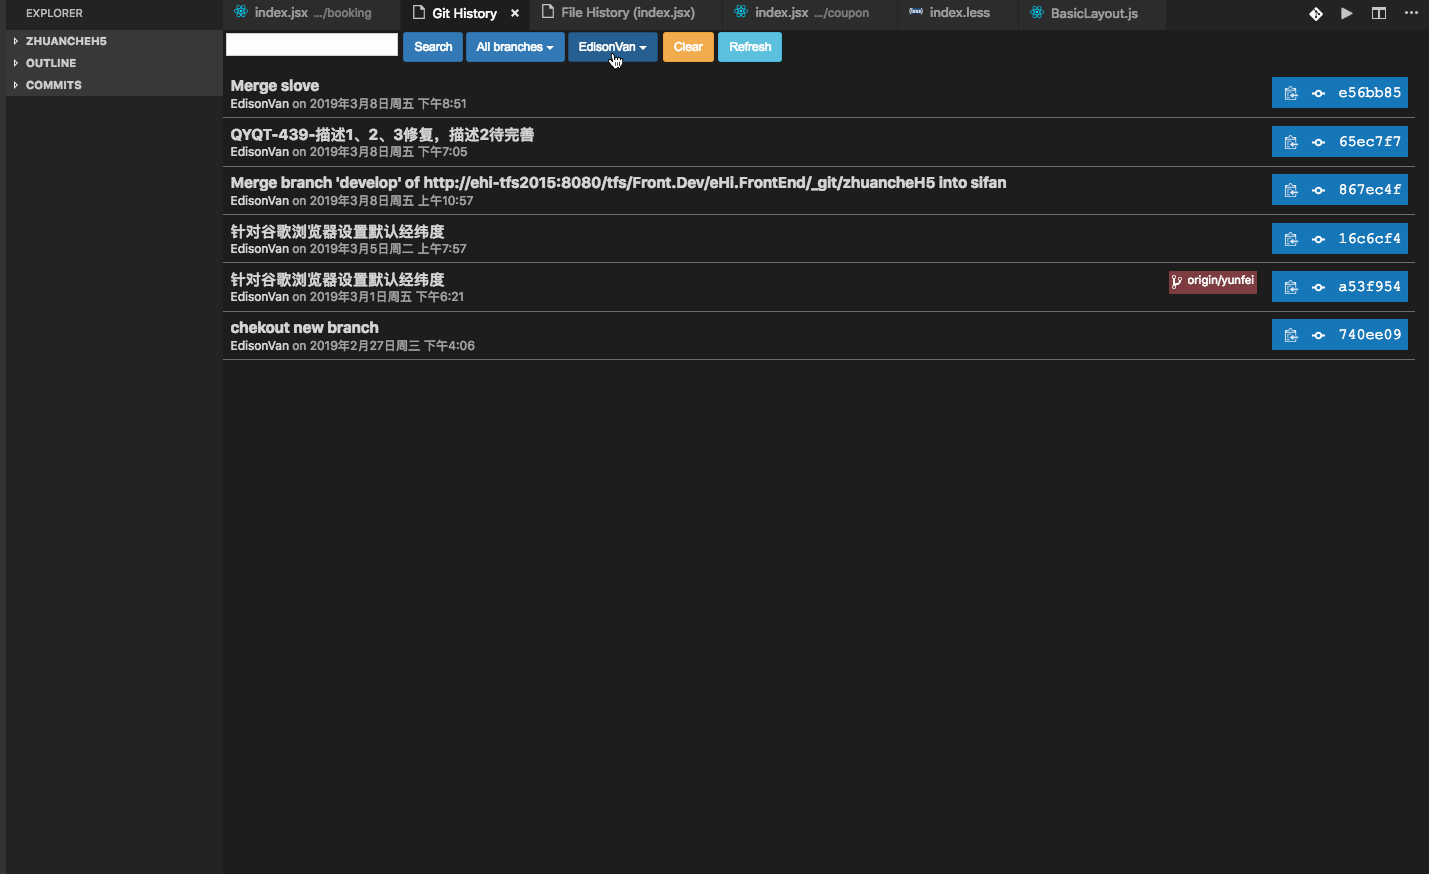 EXPLORER
index.jsx .../booking
Git History ×
File History (index.jsx)
index.jsx .../coupon
index.less
BasicLayout.js
ZHUANCHEH5
OUTLINE
COMMITS
Search
All branches
EdisonVan
Clear
Refresh
Merge slove
EdisonVan on 2019年3月8日周五 下午8:51
e56bb85
QYQT-439-描述1、2、3修复，描述2待完善
EdisonVan on 2019年3月8日周五 下午7:05
65ec7f7
Merge branch 'develop' of http://ehi-tfs2015:8080/tfs/Front.Dev/eHi.FrontEnd/_git/zhuancheH5 into sifan
EdisonVan on 2019年3月8日周五 上午10:57
867ec4f
针对谷歌浏览器设置默认经纬度
EdisonVan on 2019年3月5日周二 上午7:57
16c6cf4
针对谷歌浏览器设置默认经纬度
EdisonVan on 2019年3月1日周五 下午6:21
origin/yunfei
a53f954
chekout new branch
EdisonVan on 2019年2月27日周三 下午4:06
740ee09